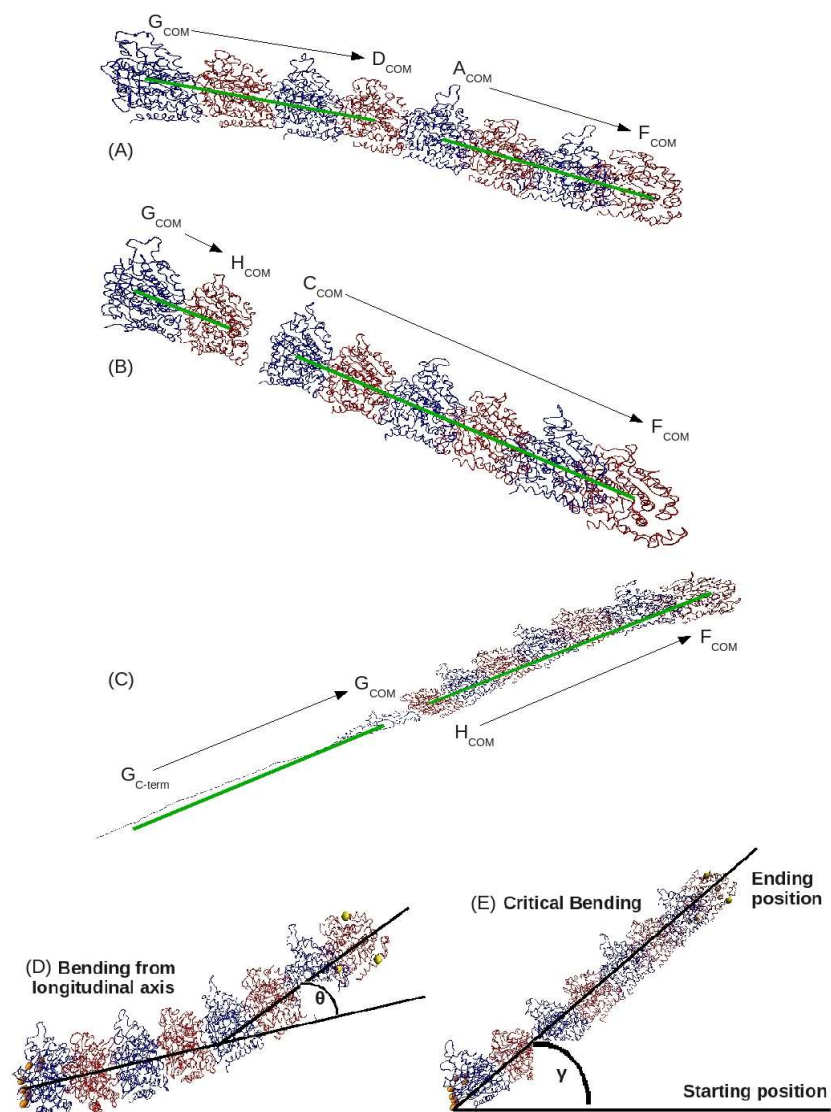 G_COM
D_COM
A_COM
F_COM
(A)
G_COM
H_COM
C_COM
F_COM
(B)
F_COM
(C)
G_COM
H_COM
G_C-term
(E) Critical Bending
Ending
position
(D) Bending from
longitudinal axis
θ
γ
Starting position